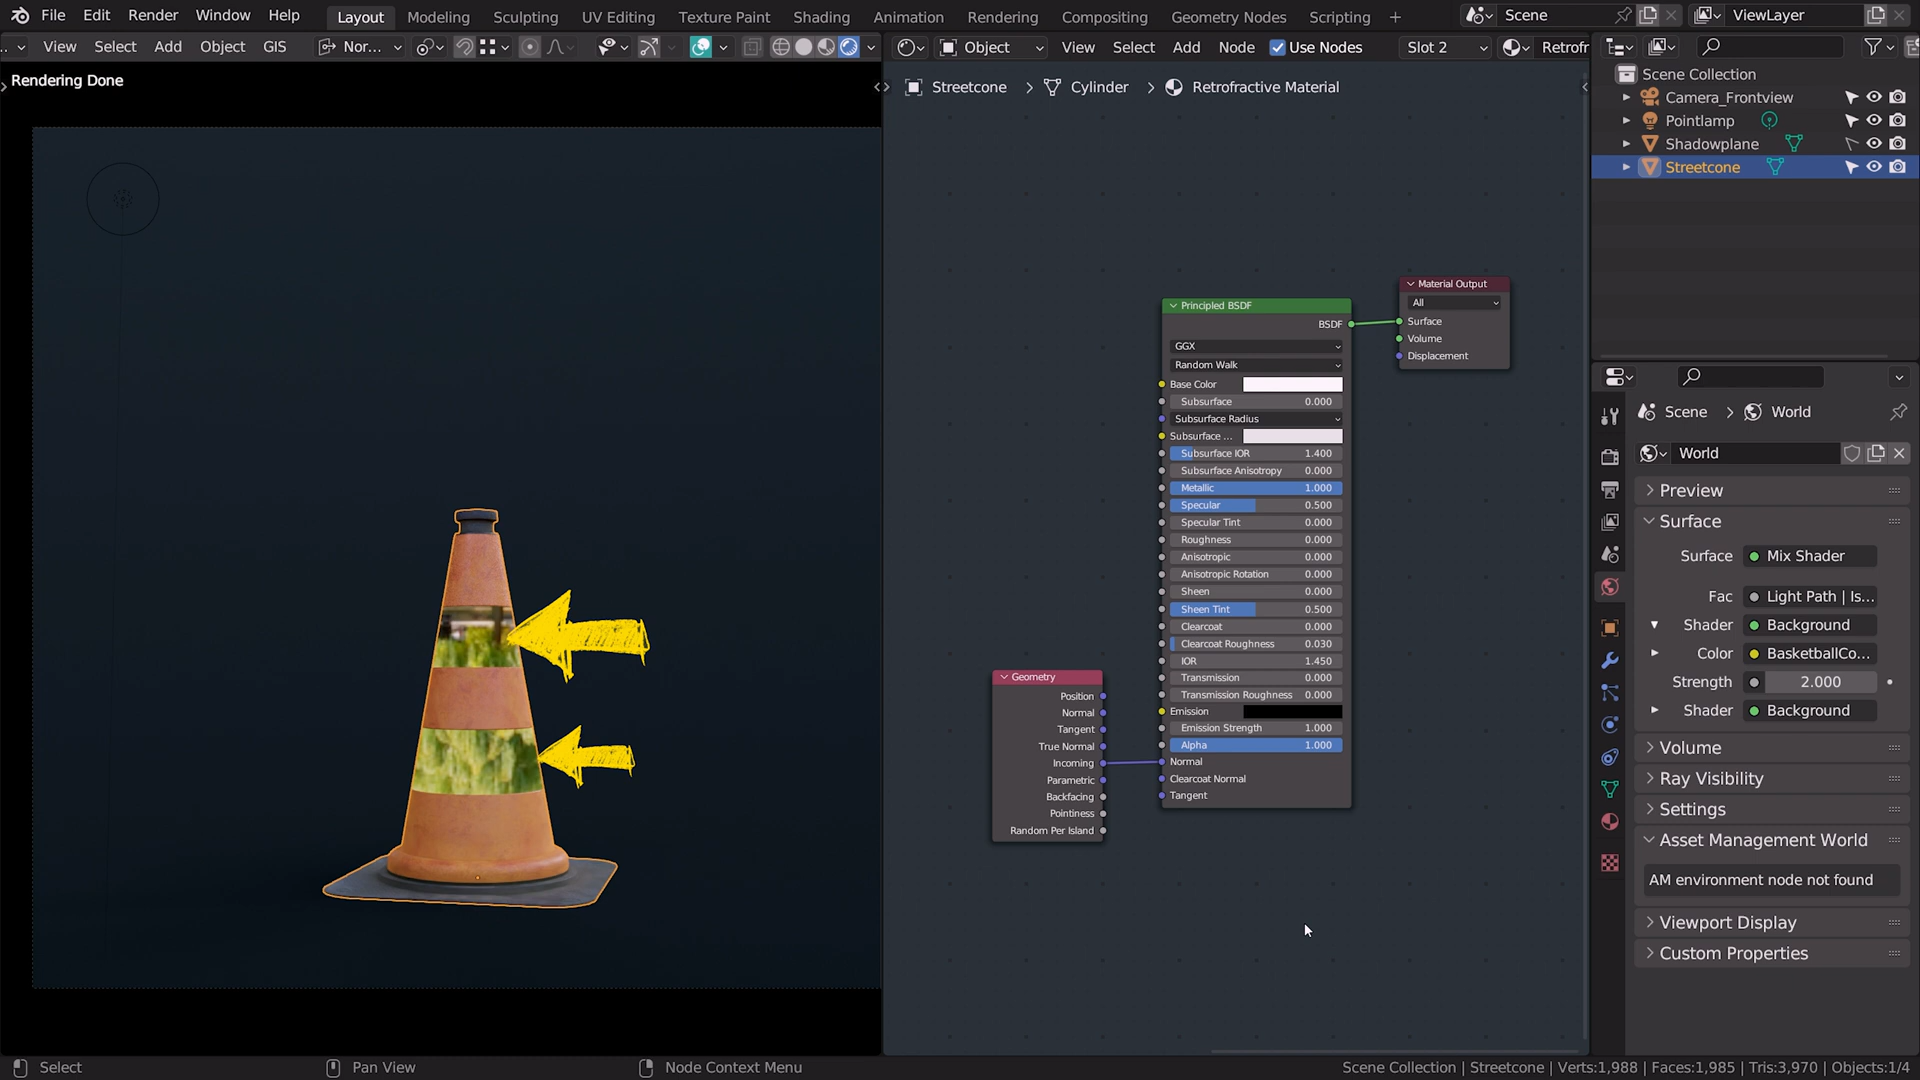 File Edit Render Window Help Layout Modeling Sculpting UV Editing Texture Paint Shading Animation Rendering Compositing Geometry Nodes Scripting + Scene ViewLayer
View Select Add Object GIS Nor... Object View Select Add Node Use Nodes Slot 2 Retrofr
Rendering Done
Streetcone > Cylinder > Retrofractive Material
Scene Collection
Camera_Frontview
Pointlamp
Shadowplane
Streetcone
Principled BSDF
BSDF
GGX
Random Walk
Base Color
Subsurface 0.000
Subsurface Radius
Subsurface ...
Subsurface IOR 1.400
Subsurface Anisotropy 0.000
Metallic 1.000
Specular 0.500
Specular Tint 0.000
Roughness 0.000
Anisotropic 0.000
Anisotropic Rotation 0.000
Sheen 0.000
Sheen Tint 0.500
Clearcoat 0.000
Clearcoat Roughness 0.030
IOR 1.450
Transmission 0.000
Transmission Roughness 0.000
Emission
Emission Strength 1.000
Alpha 1.000
Normal
Clearcoat Normal
Tangent
Material Output
All
Surface
Volume
Displacement
Geometry
Position
Normal
Tangent
True Normal
Incoming
Parametric
Backfacing
Pointiness
Random Per Island
Scene > World
World
Preview
Surface
Surface Mix Shader
Fac Light Path | Is...
Shader Background
Color BasketballCo...
Strength 2.000
Shader Background
Volume
Ray Visibility
Settings
Asset Management World
AM environment node not found
Viewport Display
Custom Properties
Select Pan View Node Context Menu Scene Collection | Streetcone | Verts:1,988 | Faces:1,985 | Tris:3,970 | Objects:1/4